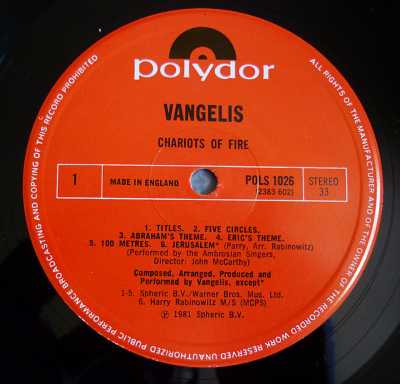 polydor
VANGELIS
CHARIOTS OF FIRE
1
MADE IN ENGLAND
POLS 1026
(2383 602)
STEREO
33
1. TITLES. 2. FIVE CIRCLES.
3. ABRAHAM'S THEME. 4. ERIC'S THEME.
5. 100 METRES. 6. JERUSALEM* (Parry, Arr. Rabinowitz)
(Performed by the Ambrosian Singers,
Director: John McCarthy)
Composed, Arranged, Produced and
Performed by Vangelis, except*
1-5. Spheric B.V./Warner Bros. Mus. Ltd.
6. Harry Rabinowitz M/S (MCPS)
℗ 1981 Spheric B.V.
ALL RIGHTS OF THE MANUFACTURER AND OF THE OWNER OF THE RECORDED WORK RESERVED UNAUTHORIZED PUBLIC PERFORMANCE BROADCASTING AND COPYING OF THIS RECORD PROHIBITED